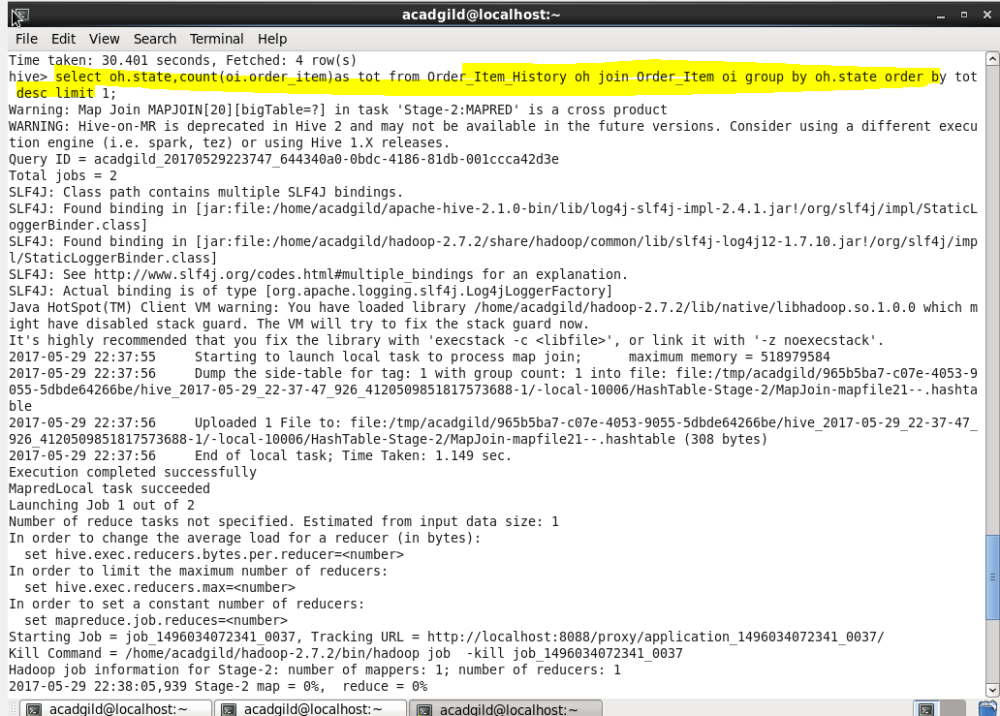 acadgild@localhost:~
File Edit View Search Terminal Help
Time taken: 30.401 seconds, Fetched: 4 row(s)
hive> select oh.state,count(oi.order_item)as tot from Order_Item_History oh join Order_Item oi group by oh.state order by tot
 desc limit 1;
Warning: Map Join MAPJOIN[20][bigTable=?] in task 'Stage-2:MAPRED' is a cross product
WARNING: Hive-on-MR is deprecated in Hive 2 and may not be available in the future versions. Consider using a different execu
tion engine (i.e. spark, tez) or using Hive 1.X releases.
Query ID = acadgild_20170529223747_644340a0-0bdc-4186-81db-001ccca42d3e
Total jobs = 2
SLF4J: Class path contains multiple SLF4J bindings.
SLF4J: Found binding in [jar:file:/home/acadgild/apache-hive-2.1.0-bin/lib/log4j-slf4j-impl-2.4.1.jar!/org/slf4j/impl/StaticL
oggerBinder.class]
SLF4J: Found binding in [jar:file:/home/acadgild/hadoop-2.7.2/share/hadoop/common/lib/slf4j-log4j12-1.7.10.jar!/org/slf4j/imp
l/StaticLoggerBinder.class]
SLF4J: See http://www.slf4j.org/codes.html#multiple_bindings for an explanation.
SLF4J: Actual binding is of type [org.apache.logging.slf4j.Log4jLoggerFactory]
Java HotSpot(TM) Client VM warning: You have loaded library /home/acadgild/hadoop-2.7.2/lib/native/libhadoop.so.1.0.0 which m
ight have disabled stack guard. The VM will try to fix the stack guard now.
It's highly recommended that you fix the library with 'execstack -c <libfile>', or link it with '-z noexecstack'.
2017-05-29 22:37:55     Starting to launch local task to process map join;      maximum memory = 518979584
2017-05-29 22:37:56     Dump the side-table for tag: 1 with group count: 1 into file: file:/tmp/acadgild/965b5ba7-c07e-4053-9
055-5dbde64266be/hive_2017-05-29_22-37-47_926_4120509851817573688-1/-local-10006/HashTable-Stage-2/MapJoin-mapfile21--.hashta
ble
2017-05-29 22:37:56     Uploaded 1 File to: file:/tmp/acadgild/965b5ba7-c07e-4053-9055-5dbde64266be/hive_2017-05-29_22-37-47_
926_4120509851817573688-1/-local-10006/HashTable-Stage-2/MapJoin-mapfile21--.hashtable (308 bytes)
2017-05-29 22:37:56     End of local task; Time Taken: 1.149 sec.
Execution completed successfully
MapredLocal task succeeded
Launching Job 1 out of 2
Number of reduce tasks not specified. Estimated from input data size: 1
In order to change the average load for a reducer (in bytes):
  set hive.exec.reducers.bytes.per.reducer=<number>
In order to limit the maximum number of reducers:
  set hive.exec.reducers.max=<number>
In order to set a constant number of reducers:
  set mapreduce.job.reduces=<number>
Starting Job = job_1496034072341_0037, Tracking URL = http://localhost:8088/proxy/application_1496034072341_0037/
Kill Command = /home/acadgild/hadoop-2.7.2/bin/hadoop job  -kill job_1496034072341_0037
Hadoop job information for Stage-2: number of mappers: 1; number of reducers: 1
2017-05-29 22:38:05,939 Stage-2 map = 0%,  reduce = 0%
acadgild@localhost:~ acadgild@localhost:~ acadgild@localhost:~